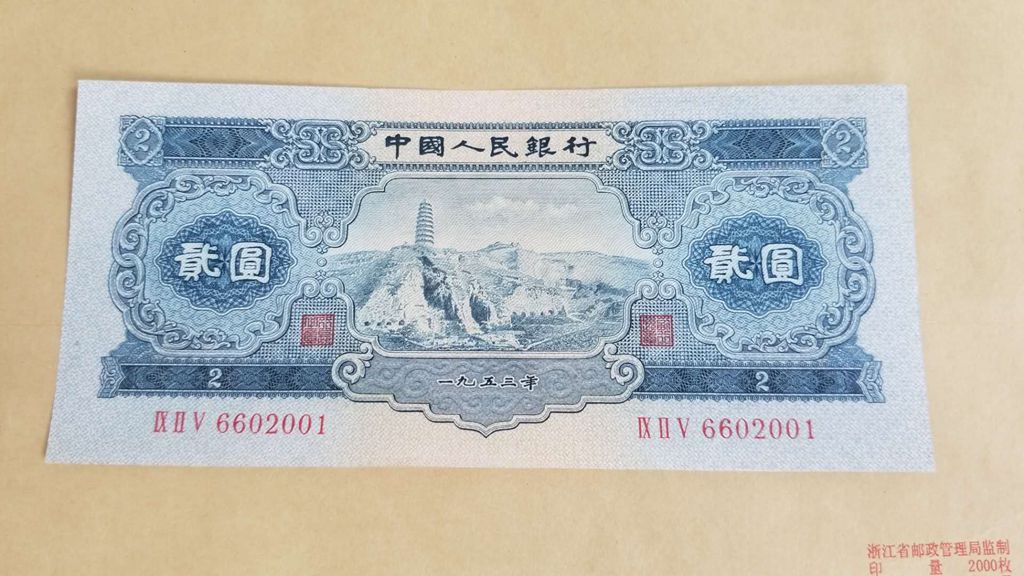 2 2
中國人民銀行
貳圓 貳圓
一九五三年
2 2
IX II V 6602001 IX II V 6602001
浙江省邮政管理局监制
印 量 2000枚